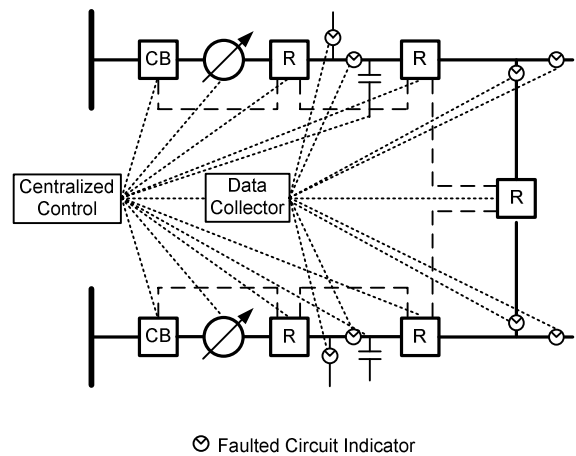 CB
R
R
Centralized
Control
Data
Collector
R
CB
R
R
Faulted Circuit Indicator